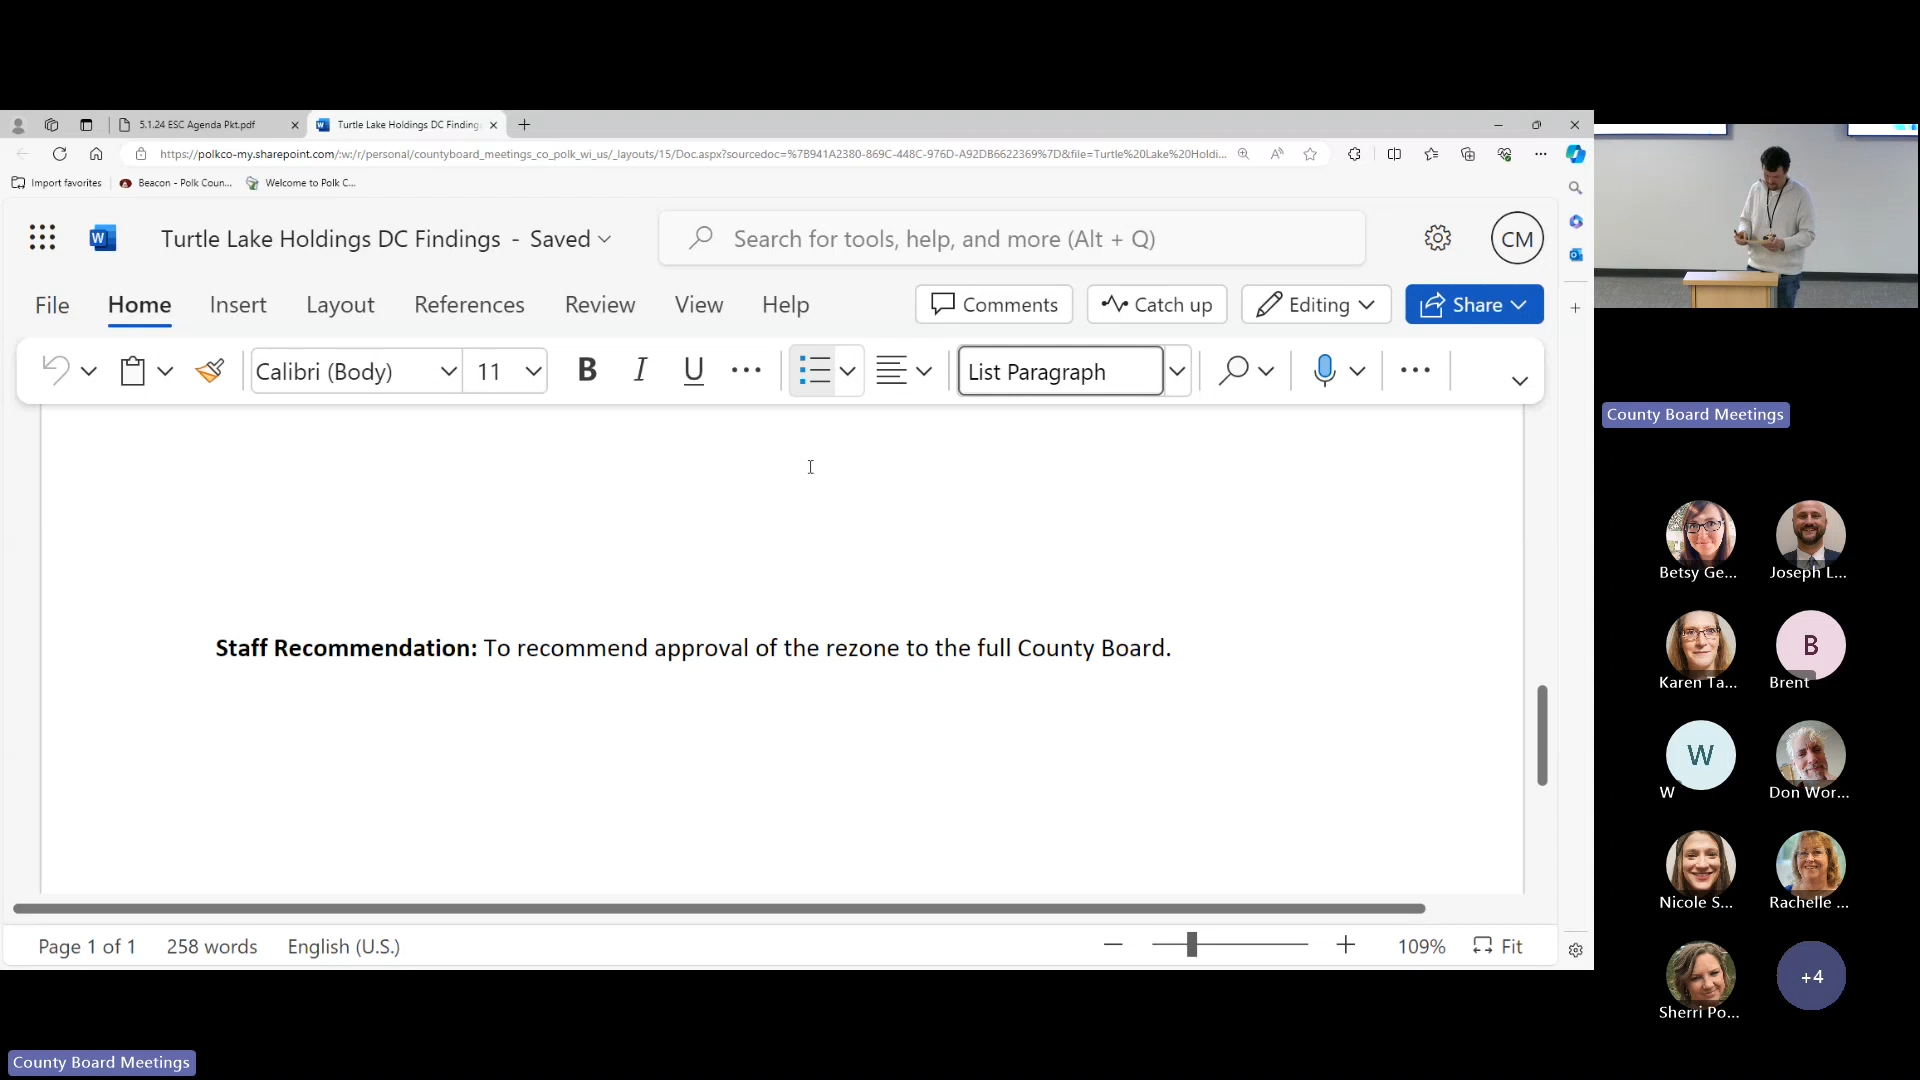 5.1.24 ESC Agenda Pkt.pdf
Turtle Lake Holdings DC Finding
https://polkco-my.sharepoint.com/:w:/r/personal/countyboard_meetings_co_polk_wi_us/_layouts/15/Doc.aspx?sourcedoc=%7B941A2380-869C-448C-976D-A92DB6622369%7D&file=Turtle%20Lake%20Holdi...
Import favorites
Beacon - Polk Coun...
Welcome to Polk C...
Turtle Lake Holdings DC Findings - Saved
Search for tools, help, and more (Alt + Q)
CM
File Home Insert Layout References Review View Help
Comments Catch up Editing Share
Calibri (Body) 11 B I U List Paragraph
Staff Recommendation: To recommend approval of the rezone to the full County Board.
Page 1 of 1 258 words English (U.S.) 109% Fit
County Board Meetings
Betsy Ge... Joseph L...
Karen Ta... B Brent
W W Don Wor...
Nicole S... Rachelle ...
Sherri Po... +4
County Board Meetings